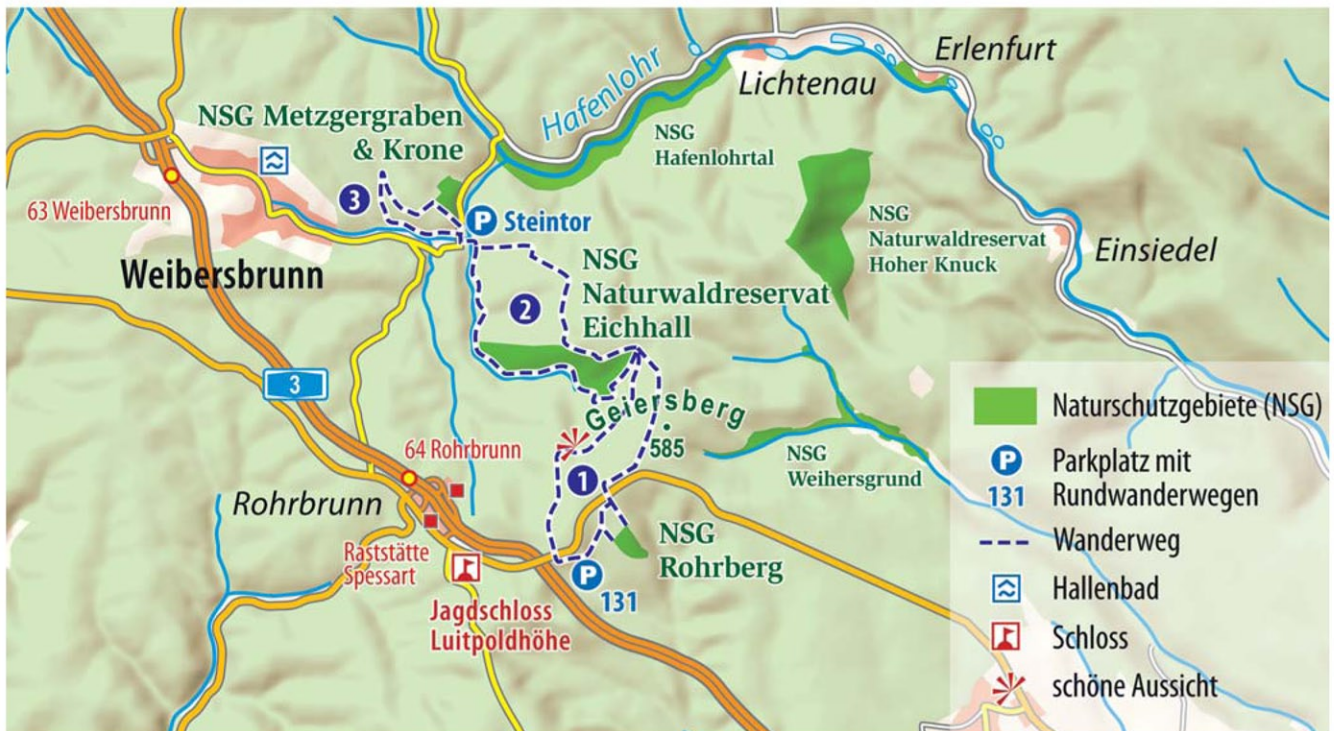 Erlenfurt
Lichtenau
Hafenlohr
NSG Metzgergraben
& Krone
NSG
Hafenlohrtal
3
63 Weibersbrunn
P Steintor
NSG
Naturwaldreservat
Hoher Knuck
Einsiedel
Weibersbrunn
NSG
Naturwaldreservat
Eichhall
2
3
Geiersberg
585
64 Rohrbrunn
NSG
Weihersgrund
1
Rohrbrunn
Raststätte
Spessart
NSG
Rohrberg
P
131
Jagdschloss
Luitpoldhöhe
Naturschutzgebiete (NSG)
P Parkplatz mit
131 Rundwanderwegen
Wanderweg
Hallenbad
Schloss
schöne Aussicht